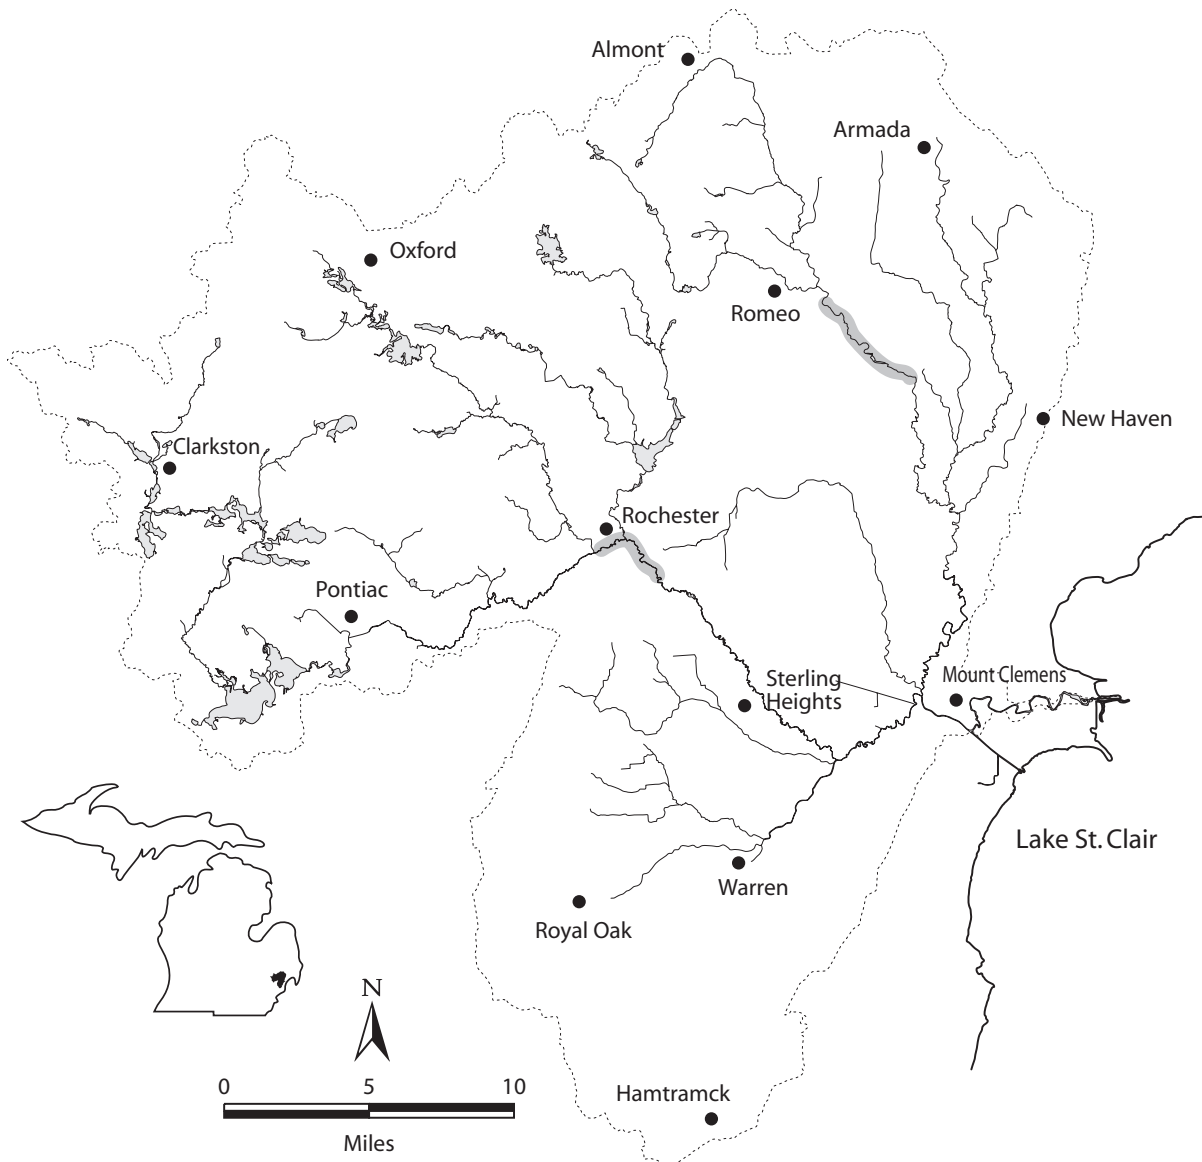 Almont
Armada
Oxford
Romeo
New Haven
Clarkston
Rochester
Pontiac
Sterling
Heights
Mount Clemens
Lake St. Clair
Warren
Royal Oak
N
0 5 10
Miles
Hamtramck